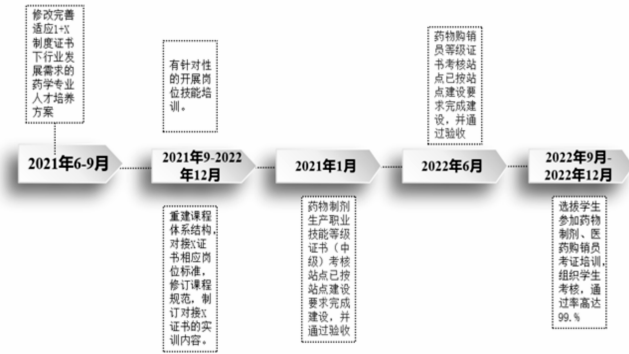 修改完善
适应1+X
制度证书
下行业发
展需求的
药学专业
人才培养
方案
有针对性
的开展岗
位技能培
训。
药物购销
员等级证
书考核站
点已按站
点建设要
求完成建
设，并通
过验收
2021年6-9月
2021年9-2022
年12月
2021年1月
2022年6月
2022年9月-
2022年12月
重建课程
体系结构，
对接X证
书相应岗
位标准，
修订课程
规范，制
订对接X
证书的实
训内容。
药物制剂
生产职业
技能等级
证书（中
级）考核
站点已按
站点建设
要求完成
建设，并
通过验收
选拔学生
参加药物
制剂、医
药购销员
考证培训，
组织学生
考核，通
过率高达
99.%